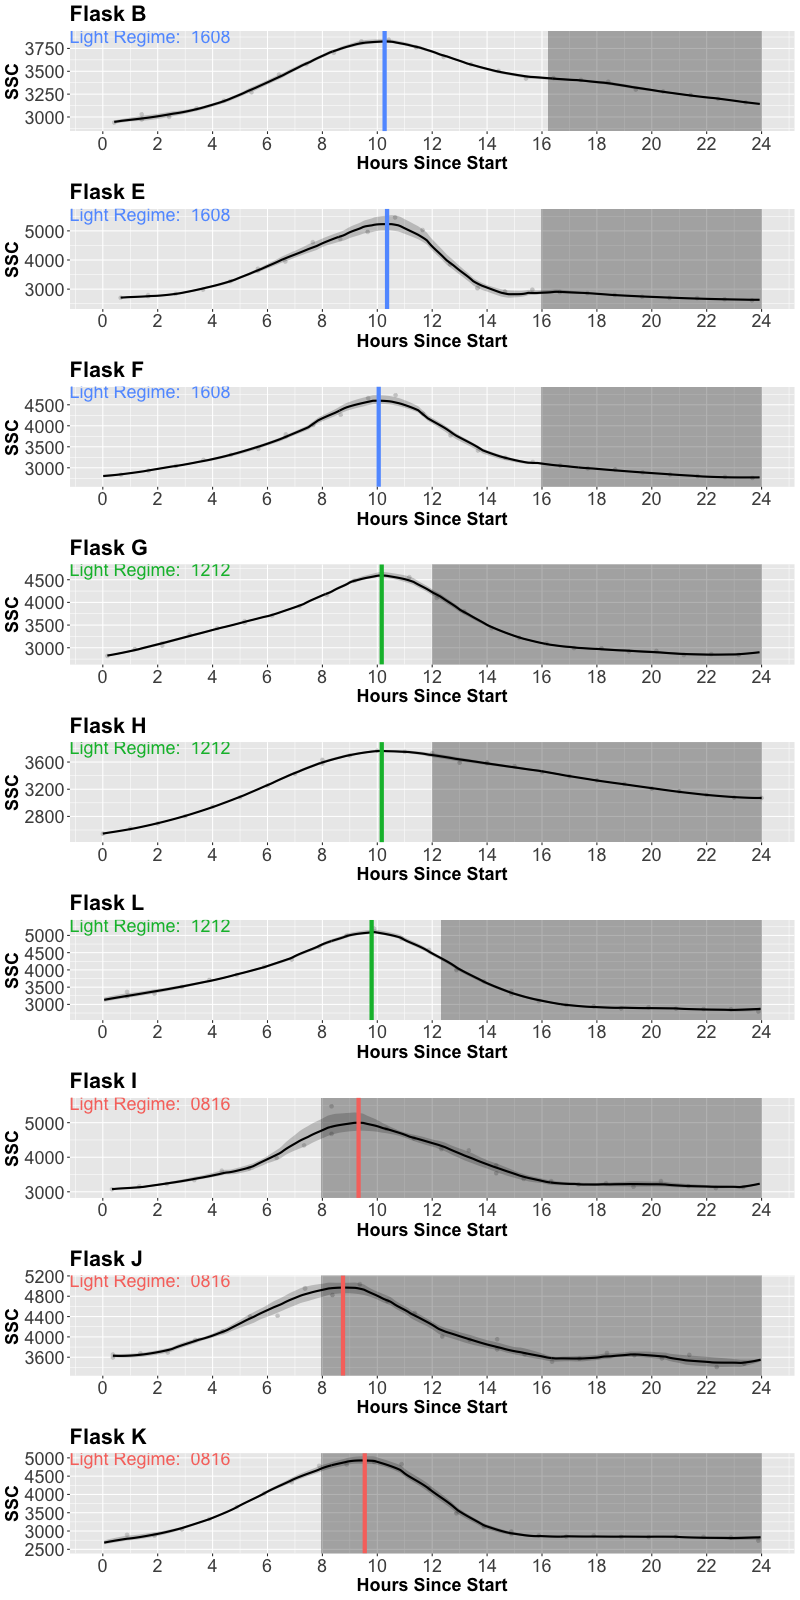 Flask B
Light Regime: 1608
SSC
3750
3500
3250
3000
0 2 4 6 8 10 12 14 16 18 20 22 24
Hours Since Start
Flask E
Light Regime: 1608
SSC
5000
4000
3000
0 2 4 6 8 10 12 14 16 18 20 22 24
Hours Since Start
Flask F
Light Regime: 1608
SSC
4500
4000
3500
3000
0 2 4 6 8 10 12 14 16 18 20 22 24
Hours Since Start
Flask G
Light Regime: 1212
SSC
4500
4000
3500
3000
0 2 4 6 8 10 12 14 16 18 20 22 24
Hours Since Start
Flask H
Light Regime: 1212
SSC
3600
3200
2800
0 2 4 6 8 10 12 14 16 18 20 22 24
Hours Since Start
Flask L
Light Regime: 1212
SSC
5000
4500
4000
3500
3000
0 2 4 6 8 10 12 14 16 18 20 22 24
Hours Since Start
Flask I
Light Regime: 0816
SSC
5000
4000
3000
0 2 4 6 8 10 12 14 16 18 20 22 24
Hours Since Start
Flask J
Light Regime: 0816
SSC
5200
4800
4400
4000
3600
0 2 4 6 8 10 12 14 16 18 20 22 24
Hours Since Start
Flask K
Light Regime: 0816
SSC
5000
4500
4000
3500
3000
2500
0 2 4 6 8 10 12 14 16 18 20 22 24
Hours Since Start